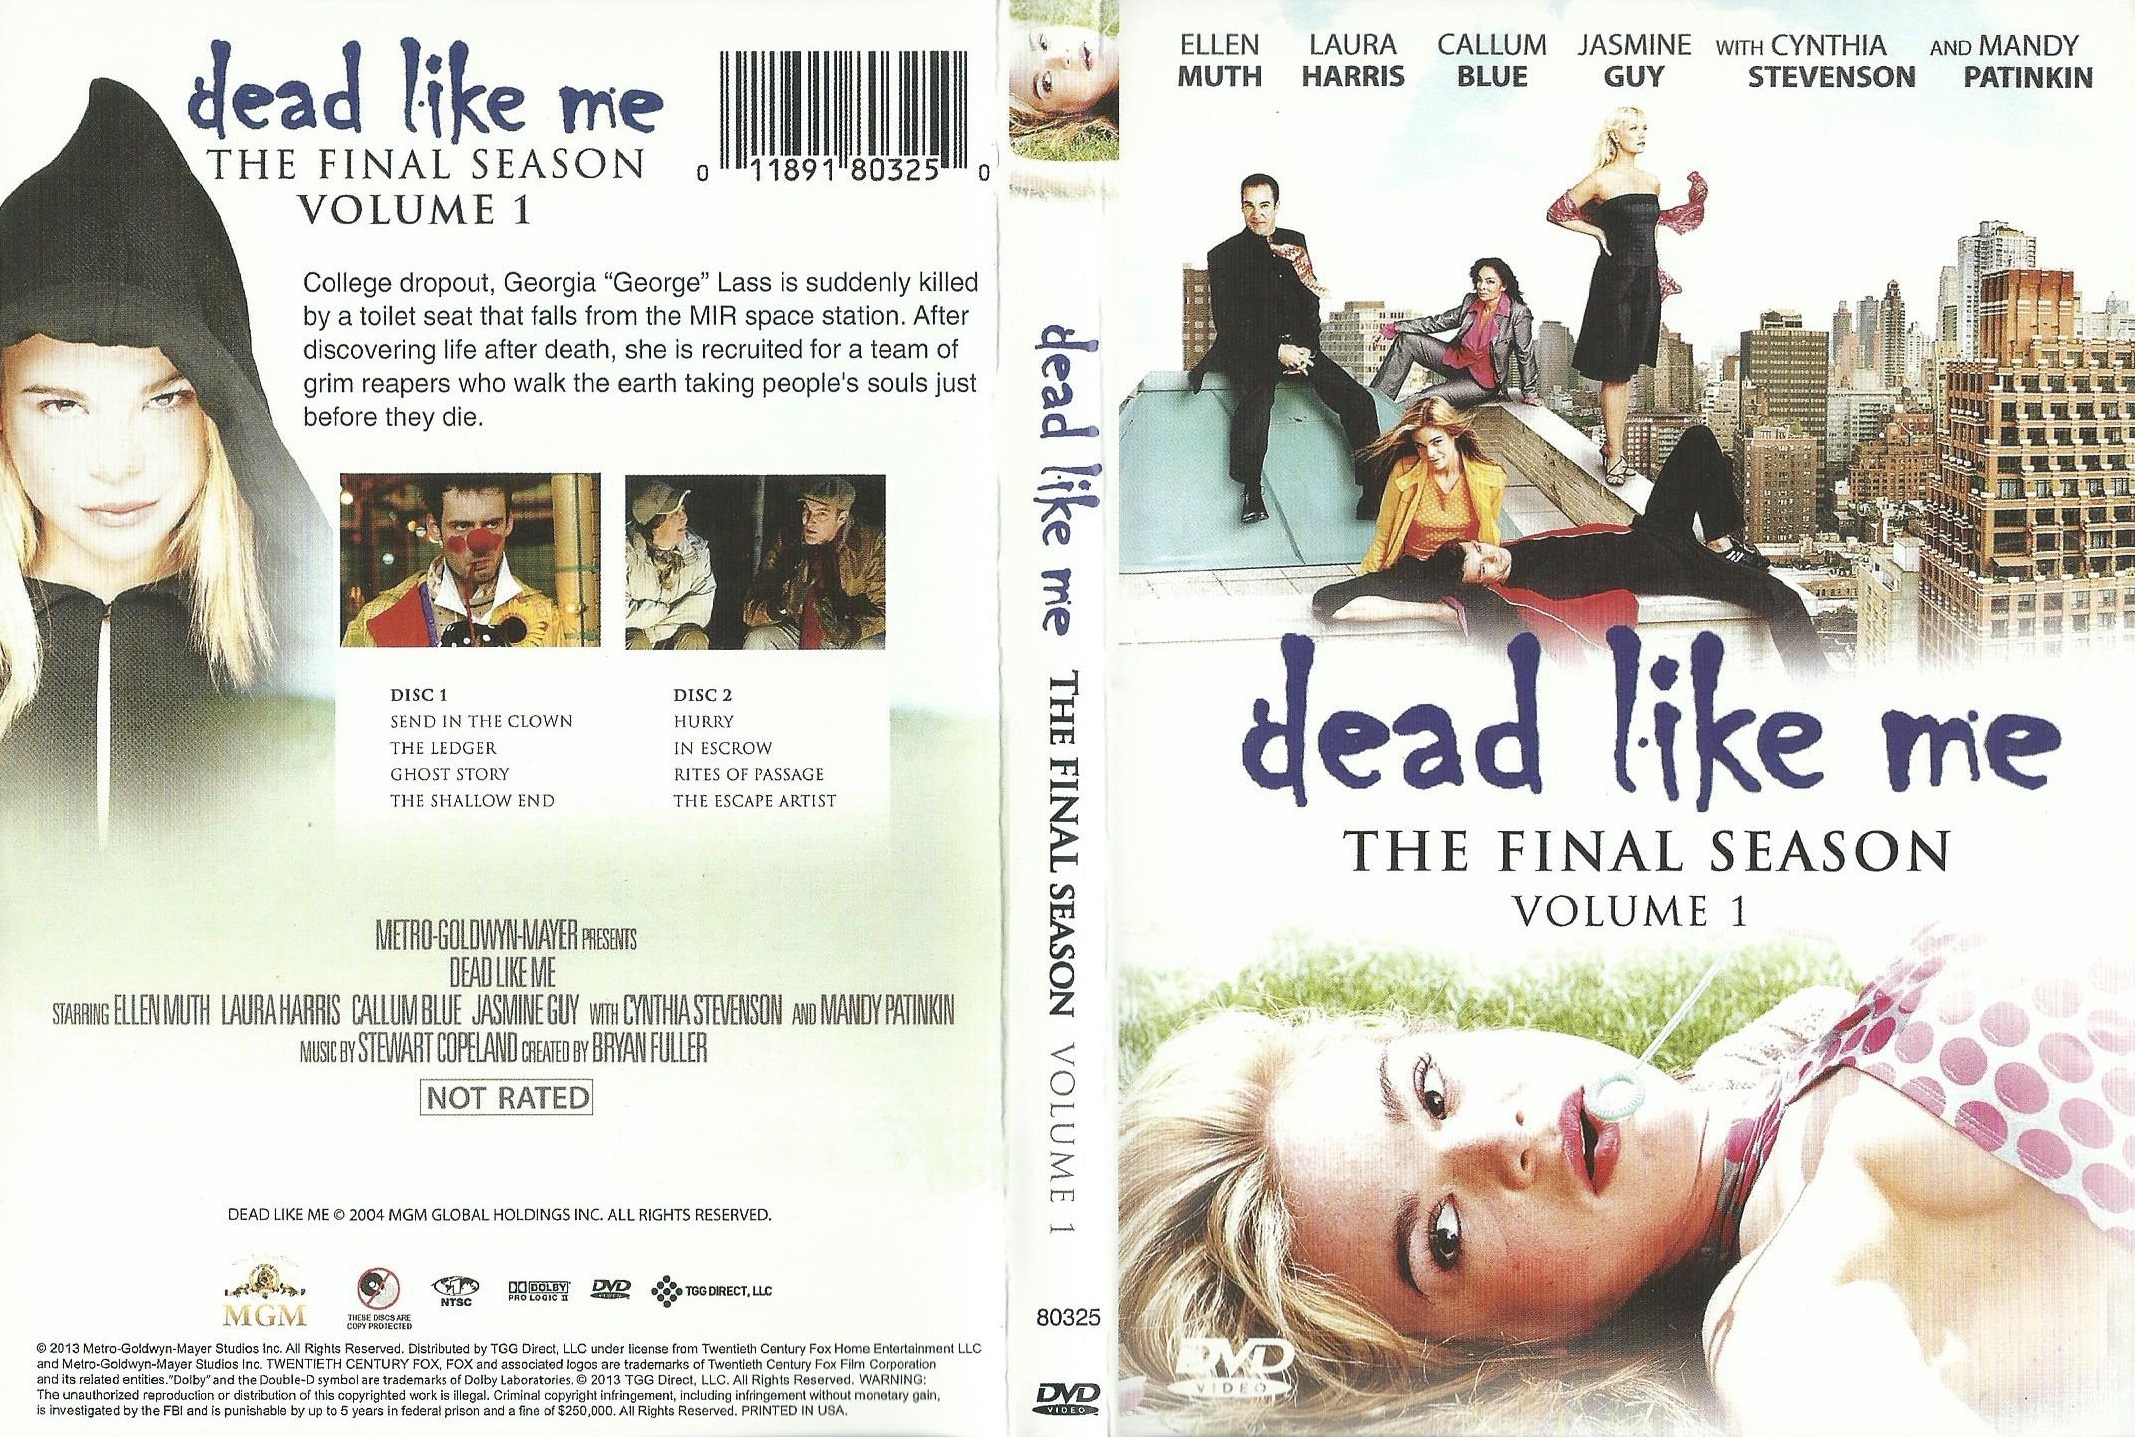 dead like me
THE FINAL SEASON
VOLUME 1
0 11891 80325 0
College dropout, Georgia “George” Lass is suddenly killed
by a toilet seat that falls from the MIR space station. After
discovering life after death, she is recruited for a team of
grim reapers who walk the earth taking people's souls just
before they die.
DISC 1
SEND IN THE CLOWN
THE LEDGER
GHOST STORY
THE SHALLOW END
DISC 2
HURRY
IN ESCROW
RITES OF PASSAGE
THE ESCAPE ARTIST
METRO-GOLDWYN-MAYER PRESENTS
DEAD LIKE ME
STARRING ELLEN MUTH LAURA HARRIS CALLUM BLUE JASMINE GUY WITH CYNTHIA STEVENSON AND MANDY PATINKIN
MUSIC BY STEWART COPELAND CREATED BY BRYAN FULLER
NOT RATED
DEAD LIKE ME © 2004 MGM GLOBAL HOLDINGS INC. ALL RIGHTS RESERVED.
MGM
THESE DISCS ARE
COPY PROTECTED
NTSC
DOLBY
PRO LOGIC II
DVD
VIDEO
TGG DIRECT, LLC
© 2013 Metro-Goldwyn-Mayer Studios Inc. All Rights Reserved. Distributed by TGG Direct, LLC under license from Twentieth Century Fox Home Entertainment LLC
and Metro-Goldwyn-Mayer Studios Inc. TWENTIETH CENTURY FOX, FOX and associated logos are trademarks of Twentieth Century Fox Film Corporation
and its related entities."Dolby" and the Double-D symbol are trademarks of Dolby Laboratories. © 2013 TGG Direct, LLC. All Rights Reserved. WARNING:
The unauthorized reproduction or distribution of this copyrighted work is illegal. Criminal copyright infringement, including infringement without monetary gain,
is investigated by the FBI and is punishable by up to 5 years in federal prison and a fine of $250,000. All Rights Reserved. PRINTED IN USA.
dead like me THE FINAL SEASON VOLUME 1
80325
DVD
VIDEO
ELLEN MUTH
LAURA HARRIS
CALLUM BLUE
JASMINE GUY
WITH CYNTHIA STEVENSON
AND MANDY PATINKIN
dead like me
THE FINAL SEASON
VOLUME 1
DVD
VIDEO